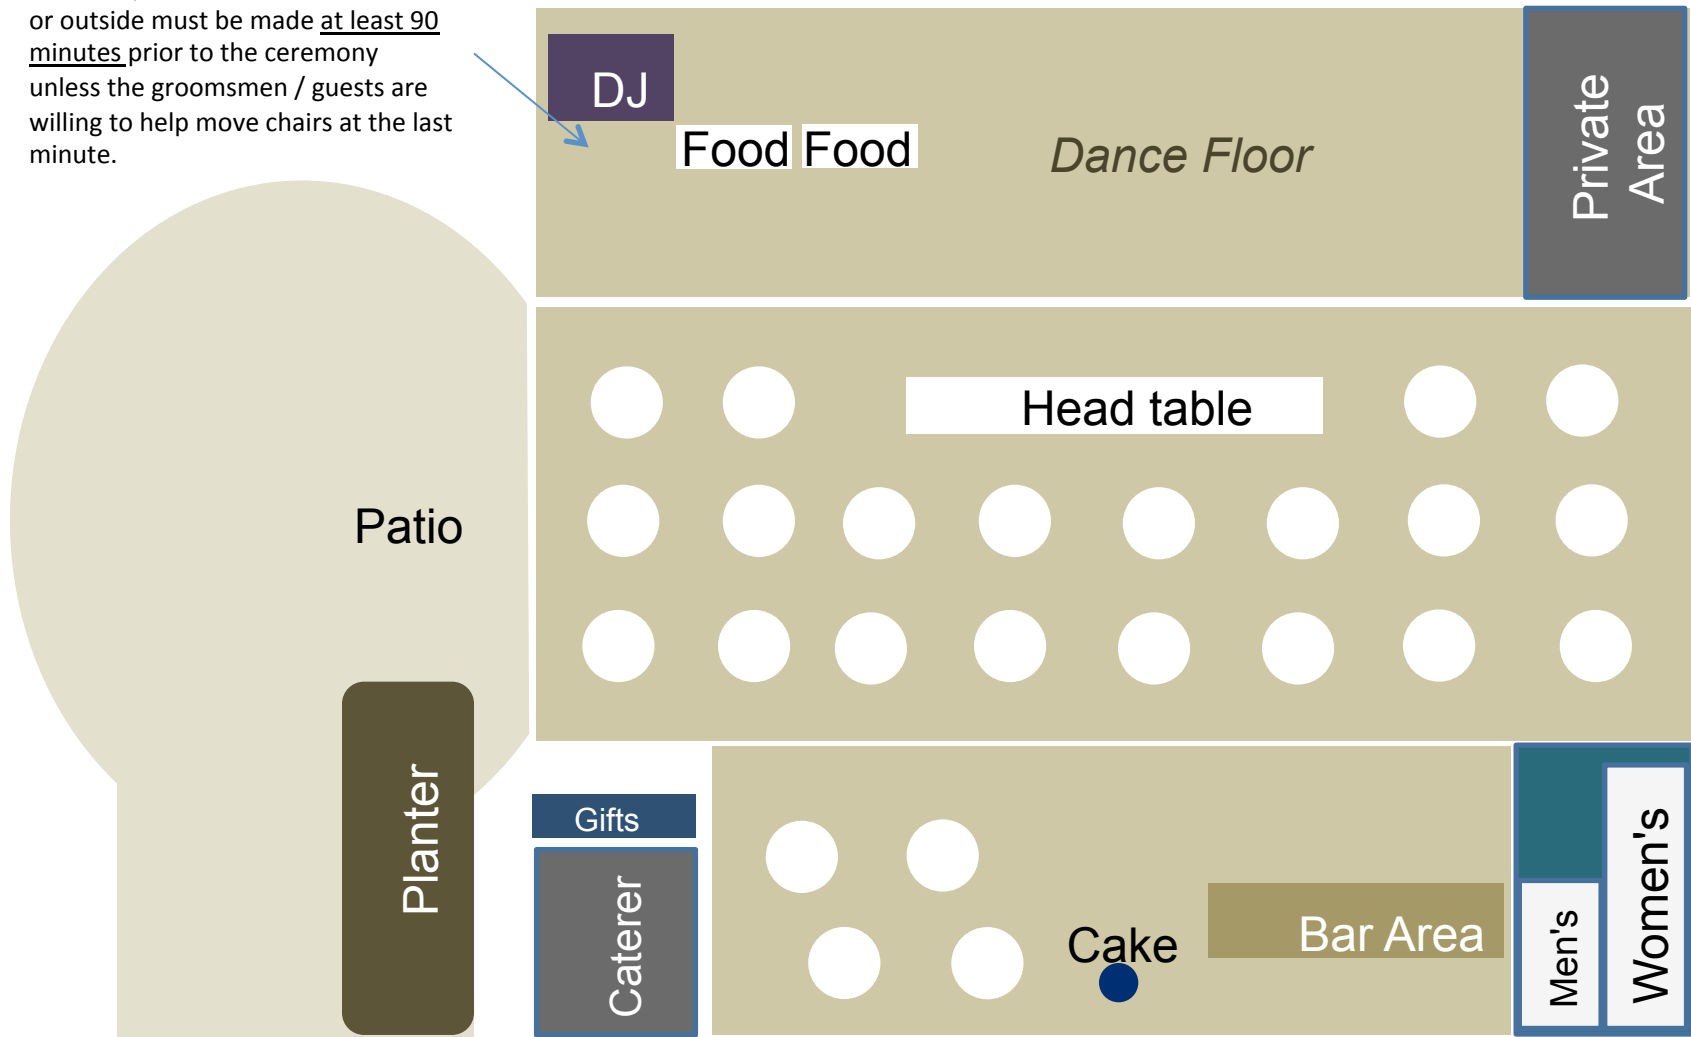 or outside must be made at least 90
minutes prior to the ceremony
unless the groomsmen / guests are
willing to help move chairs at the last
minute.
DJ
Food Food
Dance Floor
Private
Area
Head table
Patio
Planter
Gifts
Caterer
Cake
Bar Area
Men's
Women's